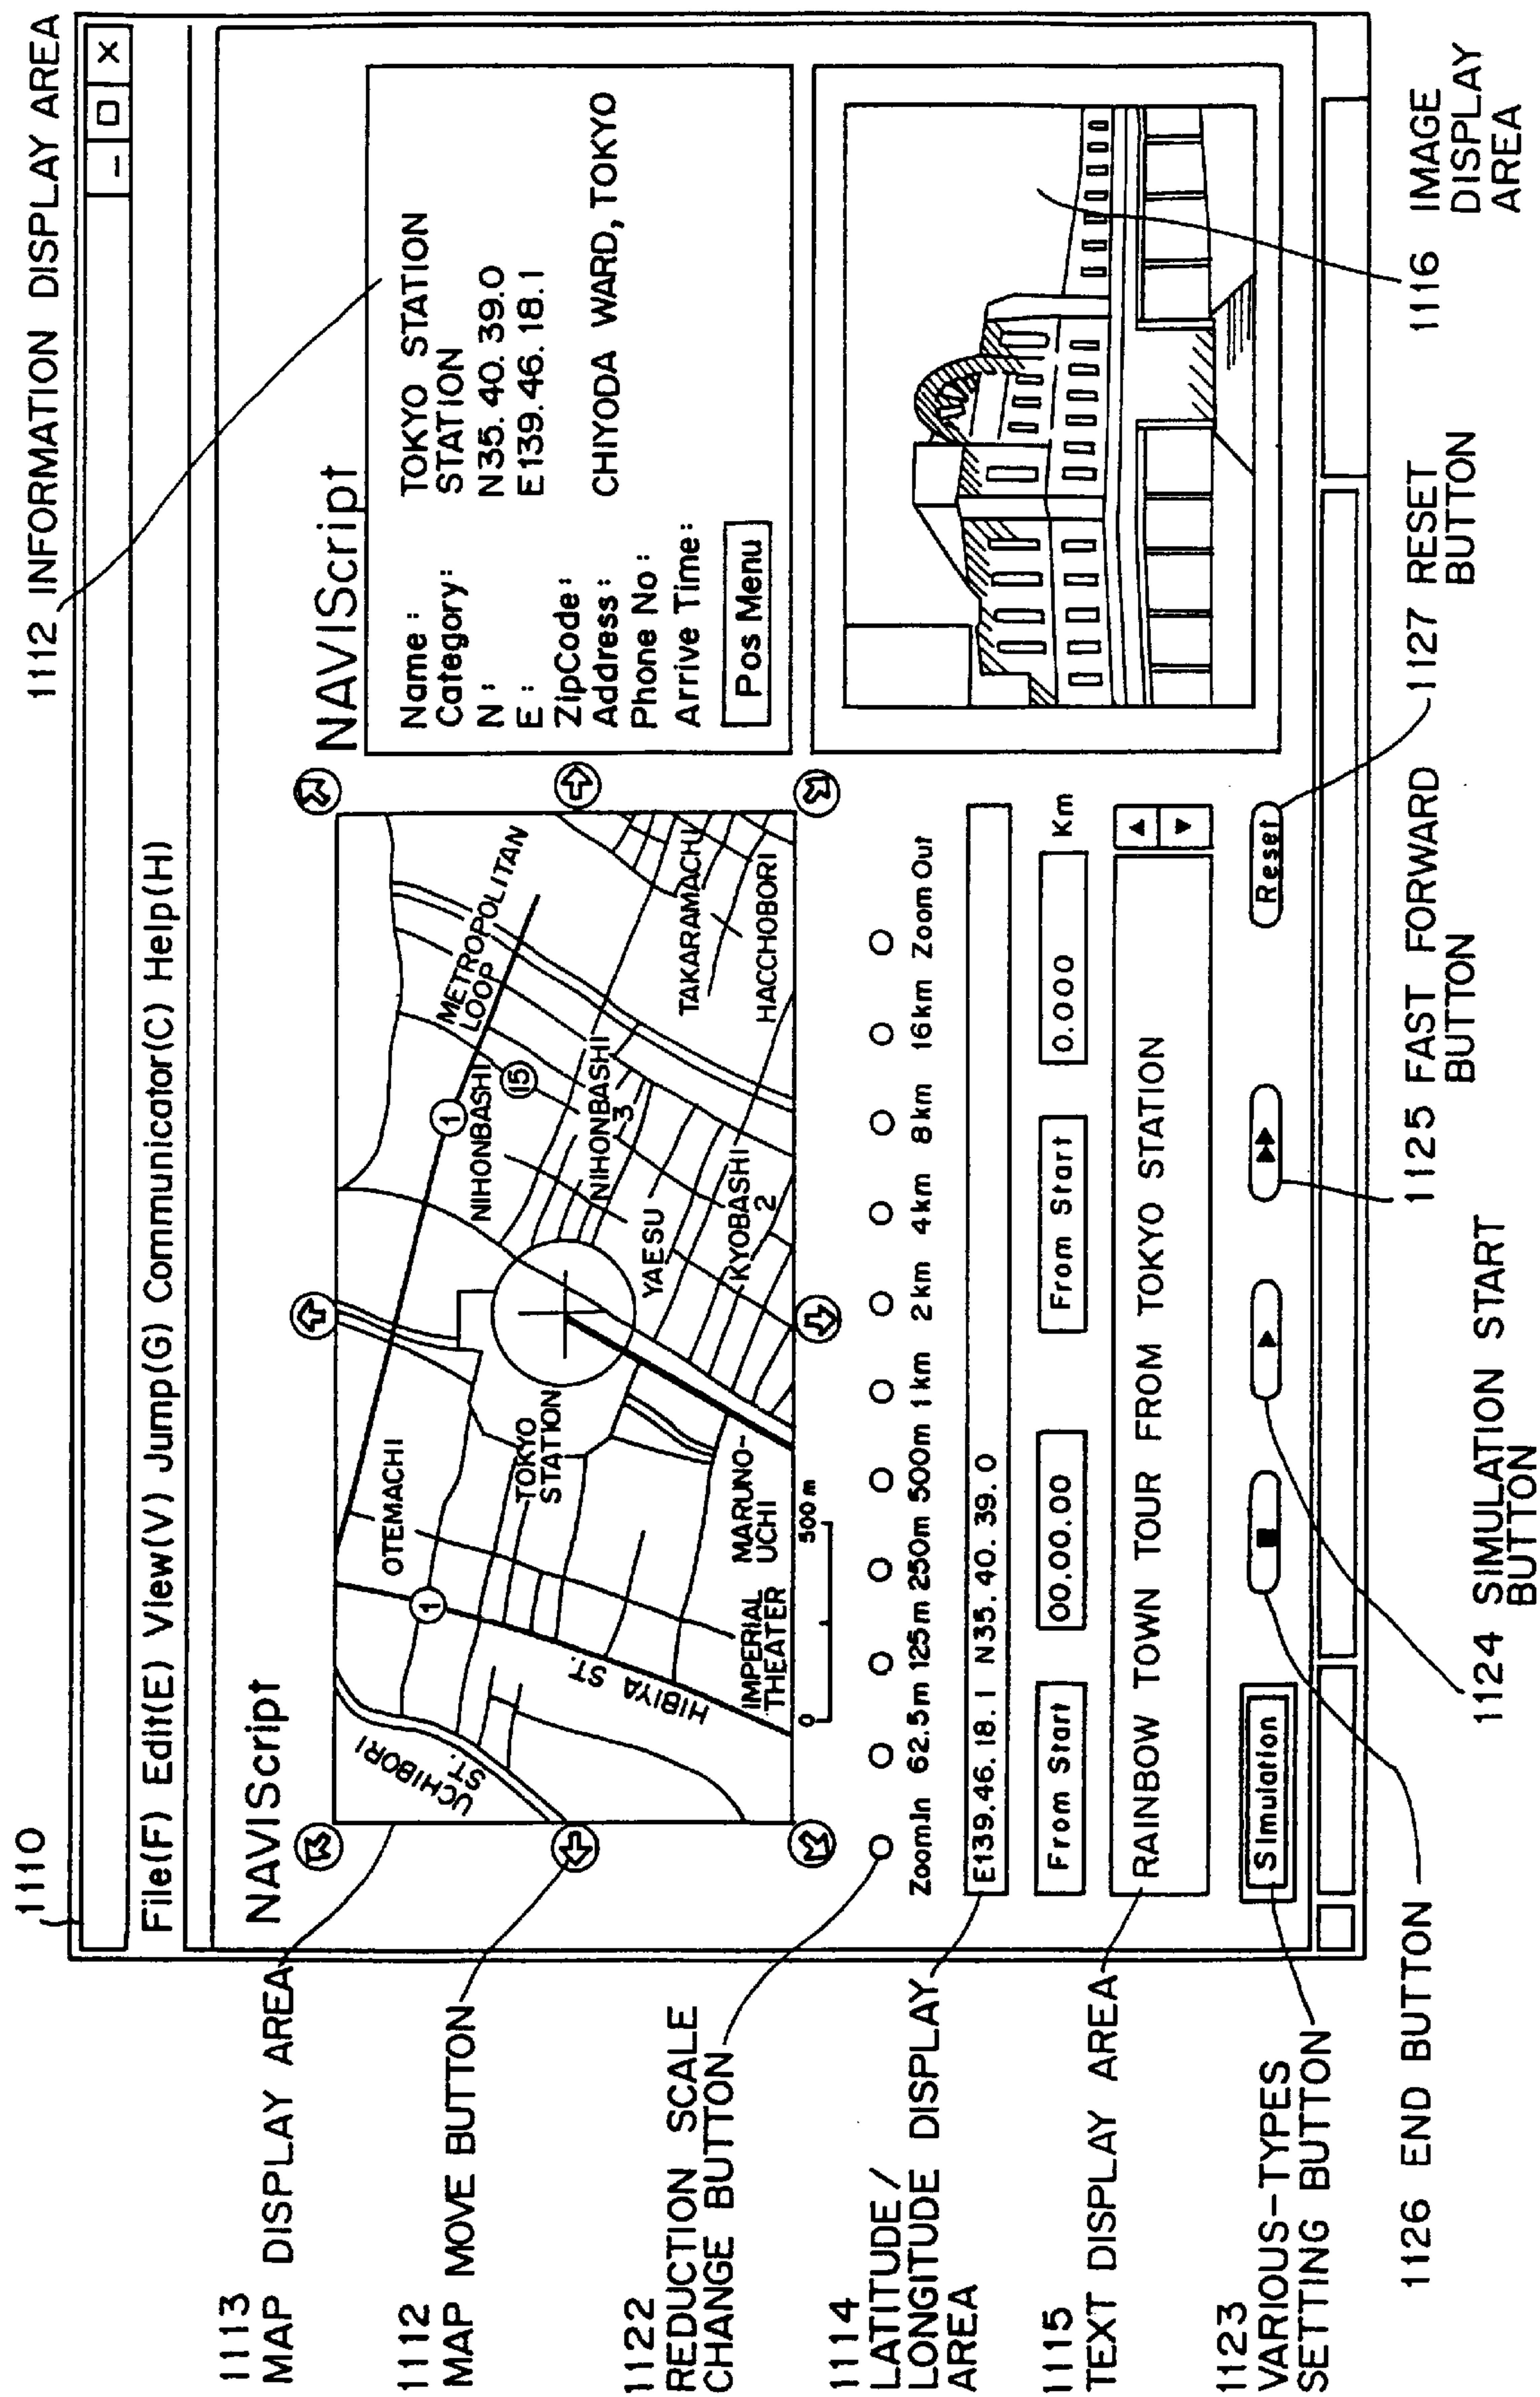 1110
1112 INFORMATION DISPLAY AREA
File(F) Edit(E) View(V) Jump(G) Communicator(C) Help(H)
NAVIScript
NAVIScript
1113
MAP DISPLAY AREA
1112
MAP MOVE BUTTON
1122
REDUCTION SCALE
CHANGE BUTTON
1114
LATITUDE/
LONGITUDE DISPLAY
AREA
1115
TEXT DISPLAY AREA
1123
VARIOUS-TYPES
SETTING BUTTON
UCHIBORI
ST.
HIBIYA ST.
1
OTEMACHI
TOKYO
STATION
IMPERIAL
THEATER
MARUNO-
UCHI
0
500m
1
NIHONBASHI
15
METROPOLITAN
LOOP
NIHONBASHI
3
YAESU
KYOBASHI
2
TAKARAMACHI
HACCHOBORI
Name: TOKYO STATION
Category: STATION
N: N35.40.39.0
E: E139.46.18.1
ZipCode:
Address: CHIYODA WARD, TOKYO
Phone No:
Arrive Time:
Pos Menu
ZoomIn 62.5m 125m 250m 500m 1km 2km 4km 8km 16km Zoom Out
E139.46.18.1 N35.40.39.0
From Start 00.00.00 From Start 0.000 Km
RAINBOW TOWN TOUR FROM TOKYO STATION
Simulation Reset
1126 END BUTTON
1124 SIMULATION START
BUTTON
1125 FAST FORWARD
BUTTON
1127 RESET
BUTTON
1116 IMAGE
DISPLAY
AREA